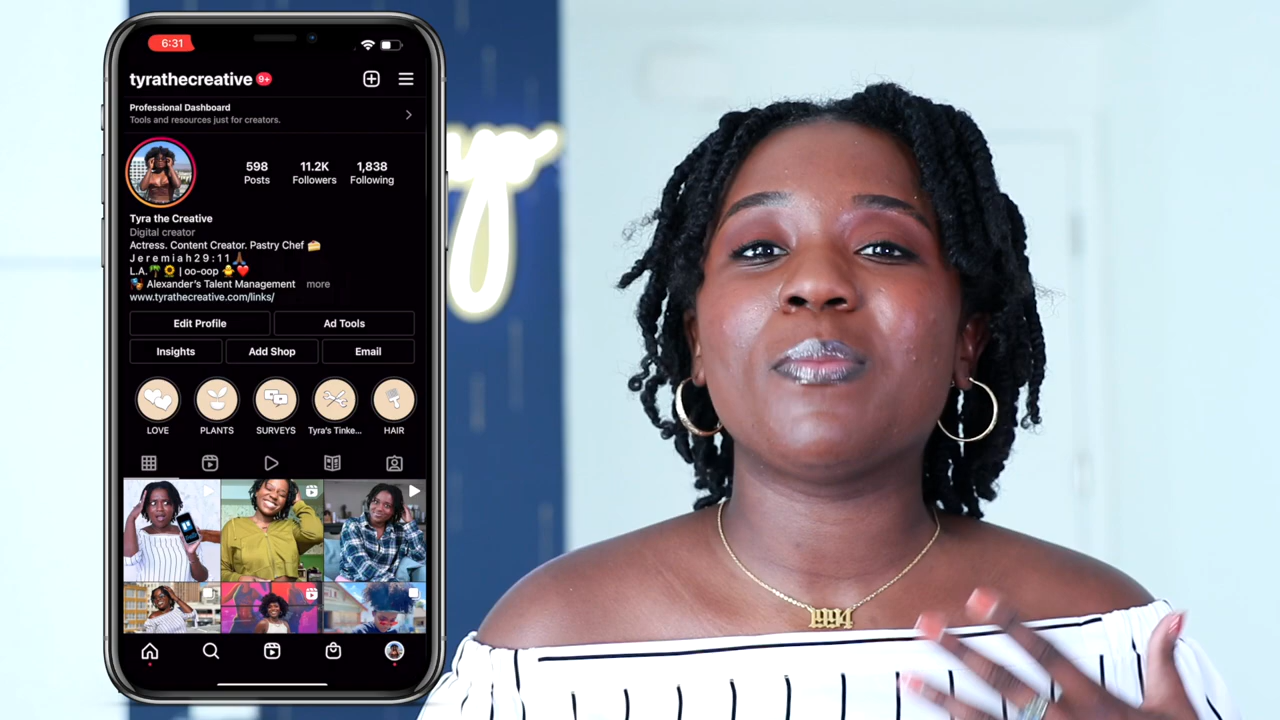 6:31
tyrathecreative 9+
Professional Dashboard
Tools and resources just for creators.
598 11.2K 1,838
Posts Followers Following
Tyra the Creative
Digital creator
Actress. Content Creator. Pastry Chef 🍰
J e r e m i a h 2 9 : 1 1 🙏🏾
L.A.🌴🌻 | oo-oop 🐥❤️
🎭 Alexander's Talent Management more
www.tyrathecreative.com/links/
Edit Profile Ad Tools
Insights Add Shop Email
LOVE PLANTS SURVEYS Tyra's Tinke... HAIR
1994